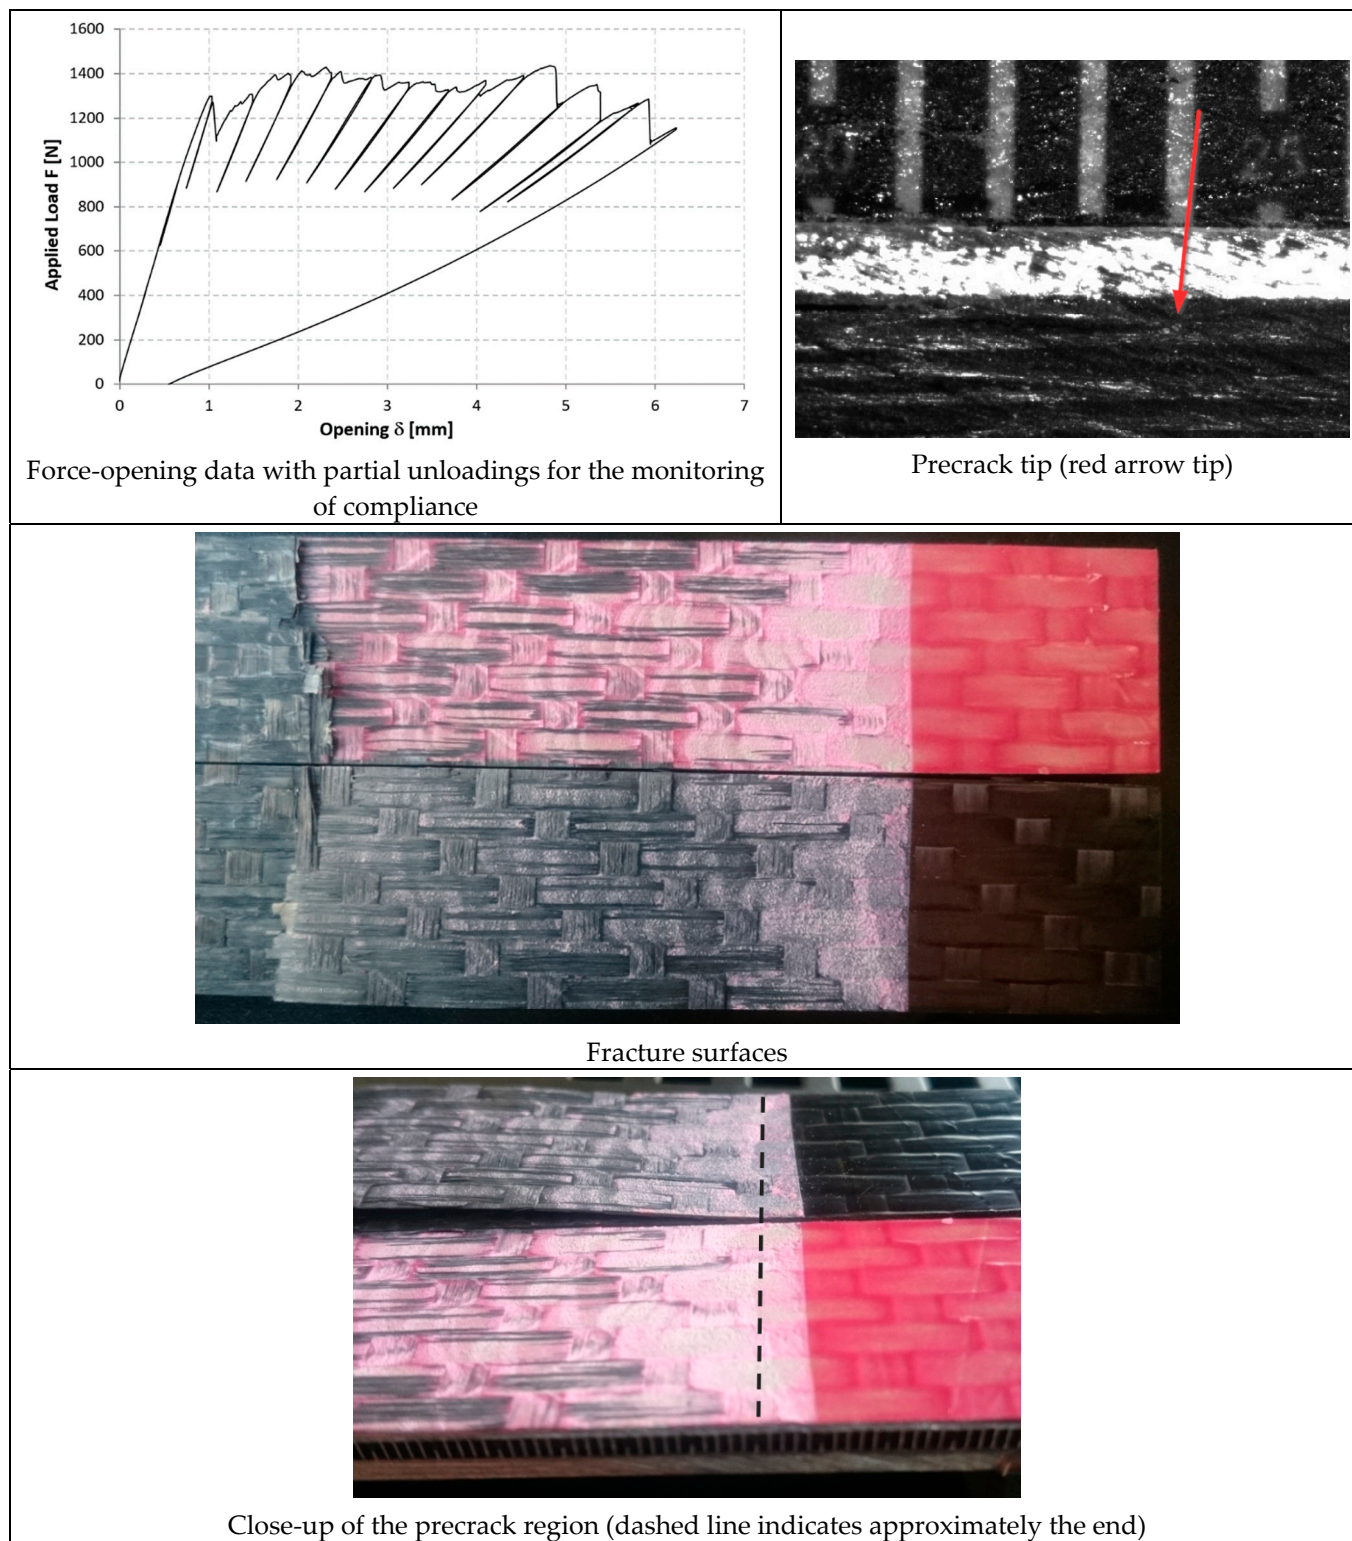 1600
1400
1200
1000
800
600
400
200
0
Applied Load F [N]
0 1 2 3 4 5 6 7
Opening δ [mm]
Force-opening data with partial unloadings for the monitoring
of compliance
25
Precrack tip (red arrow tip)
Fracture surfaces
Close-up of the precrack region (dashed line indicates approximately the end)